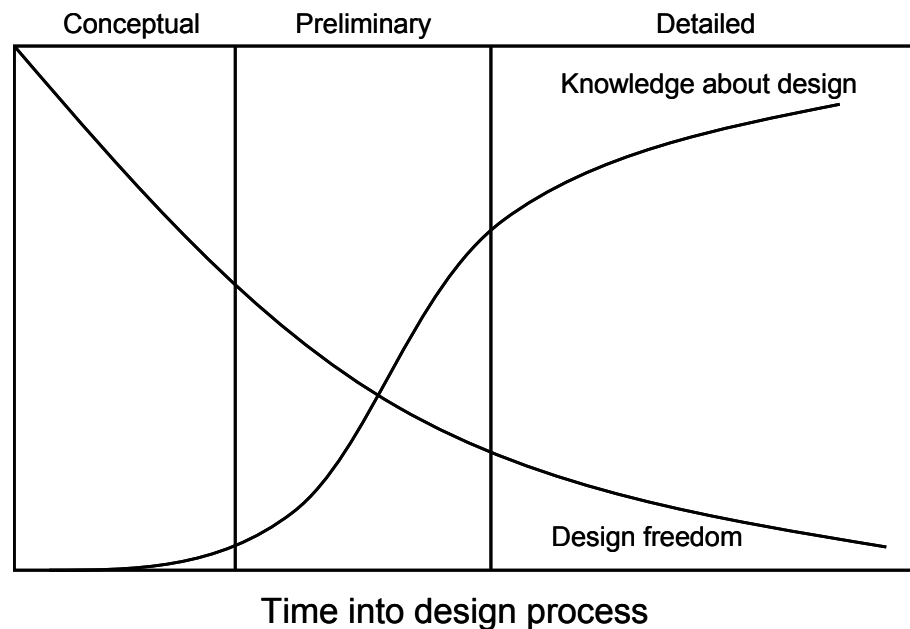 Conceptual
Preliminary
Detailed
Knowledge about design
Design freedom
Time into design process